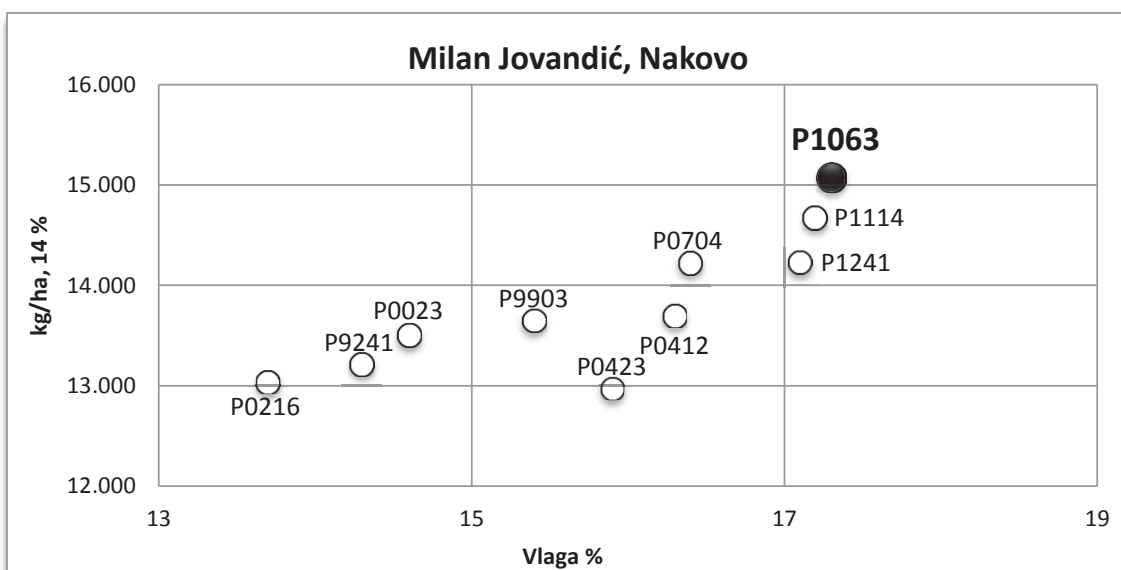 Milan Jovandić, Nakovo
16.000
15.000
14.000
13.000
12.000
kg/ha, 14 %
P1063
P1114
P0704
P1241
P9903
P0023
P0412
P9241
P0423
P0216
13 15 17 19
Vlaga %